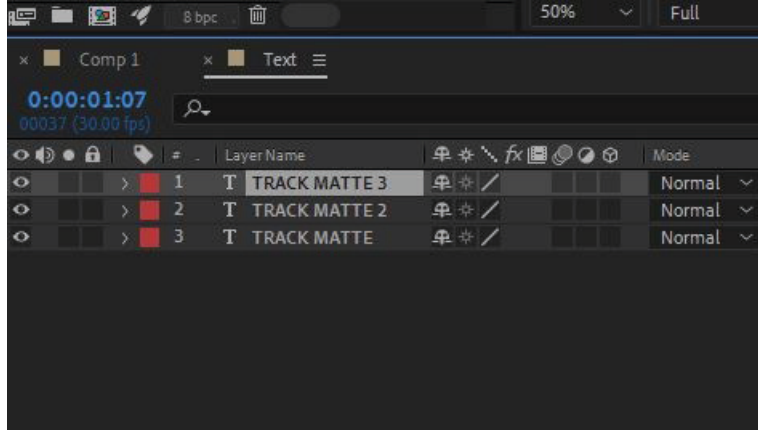 8 bpc
50% Full
Comp 1 Text
0:00:01:07
00037 (30.00 fps)
# Layer Name fx Mode
1 T TRACK MATTE 3 Normal
2 T TRACK MATTE 2 Normal
3 T TRACK MATTE Normal